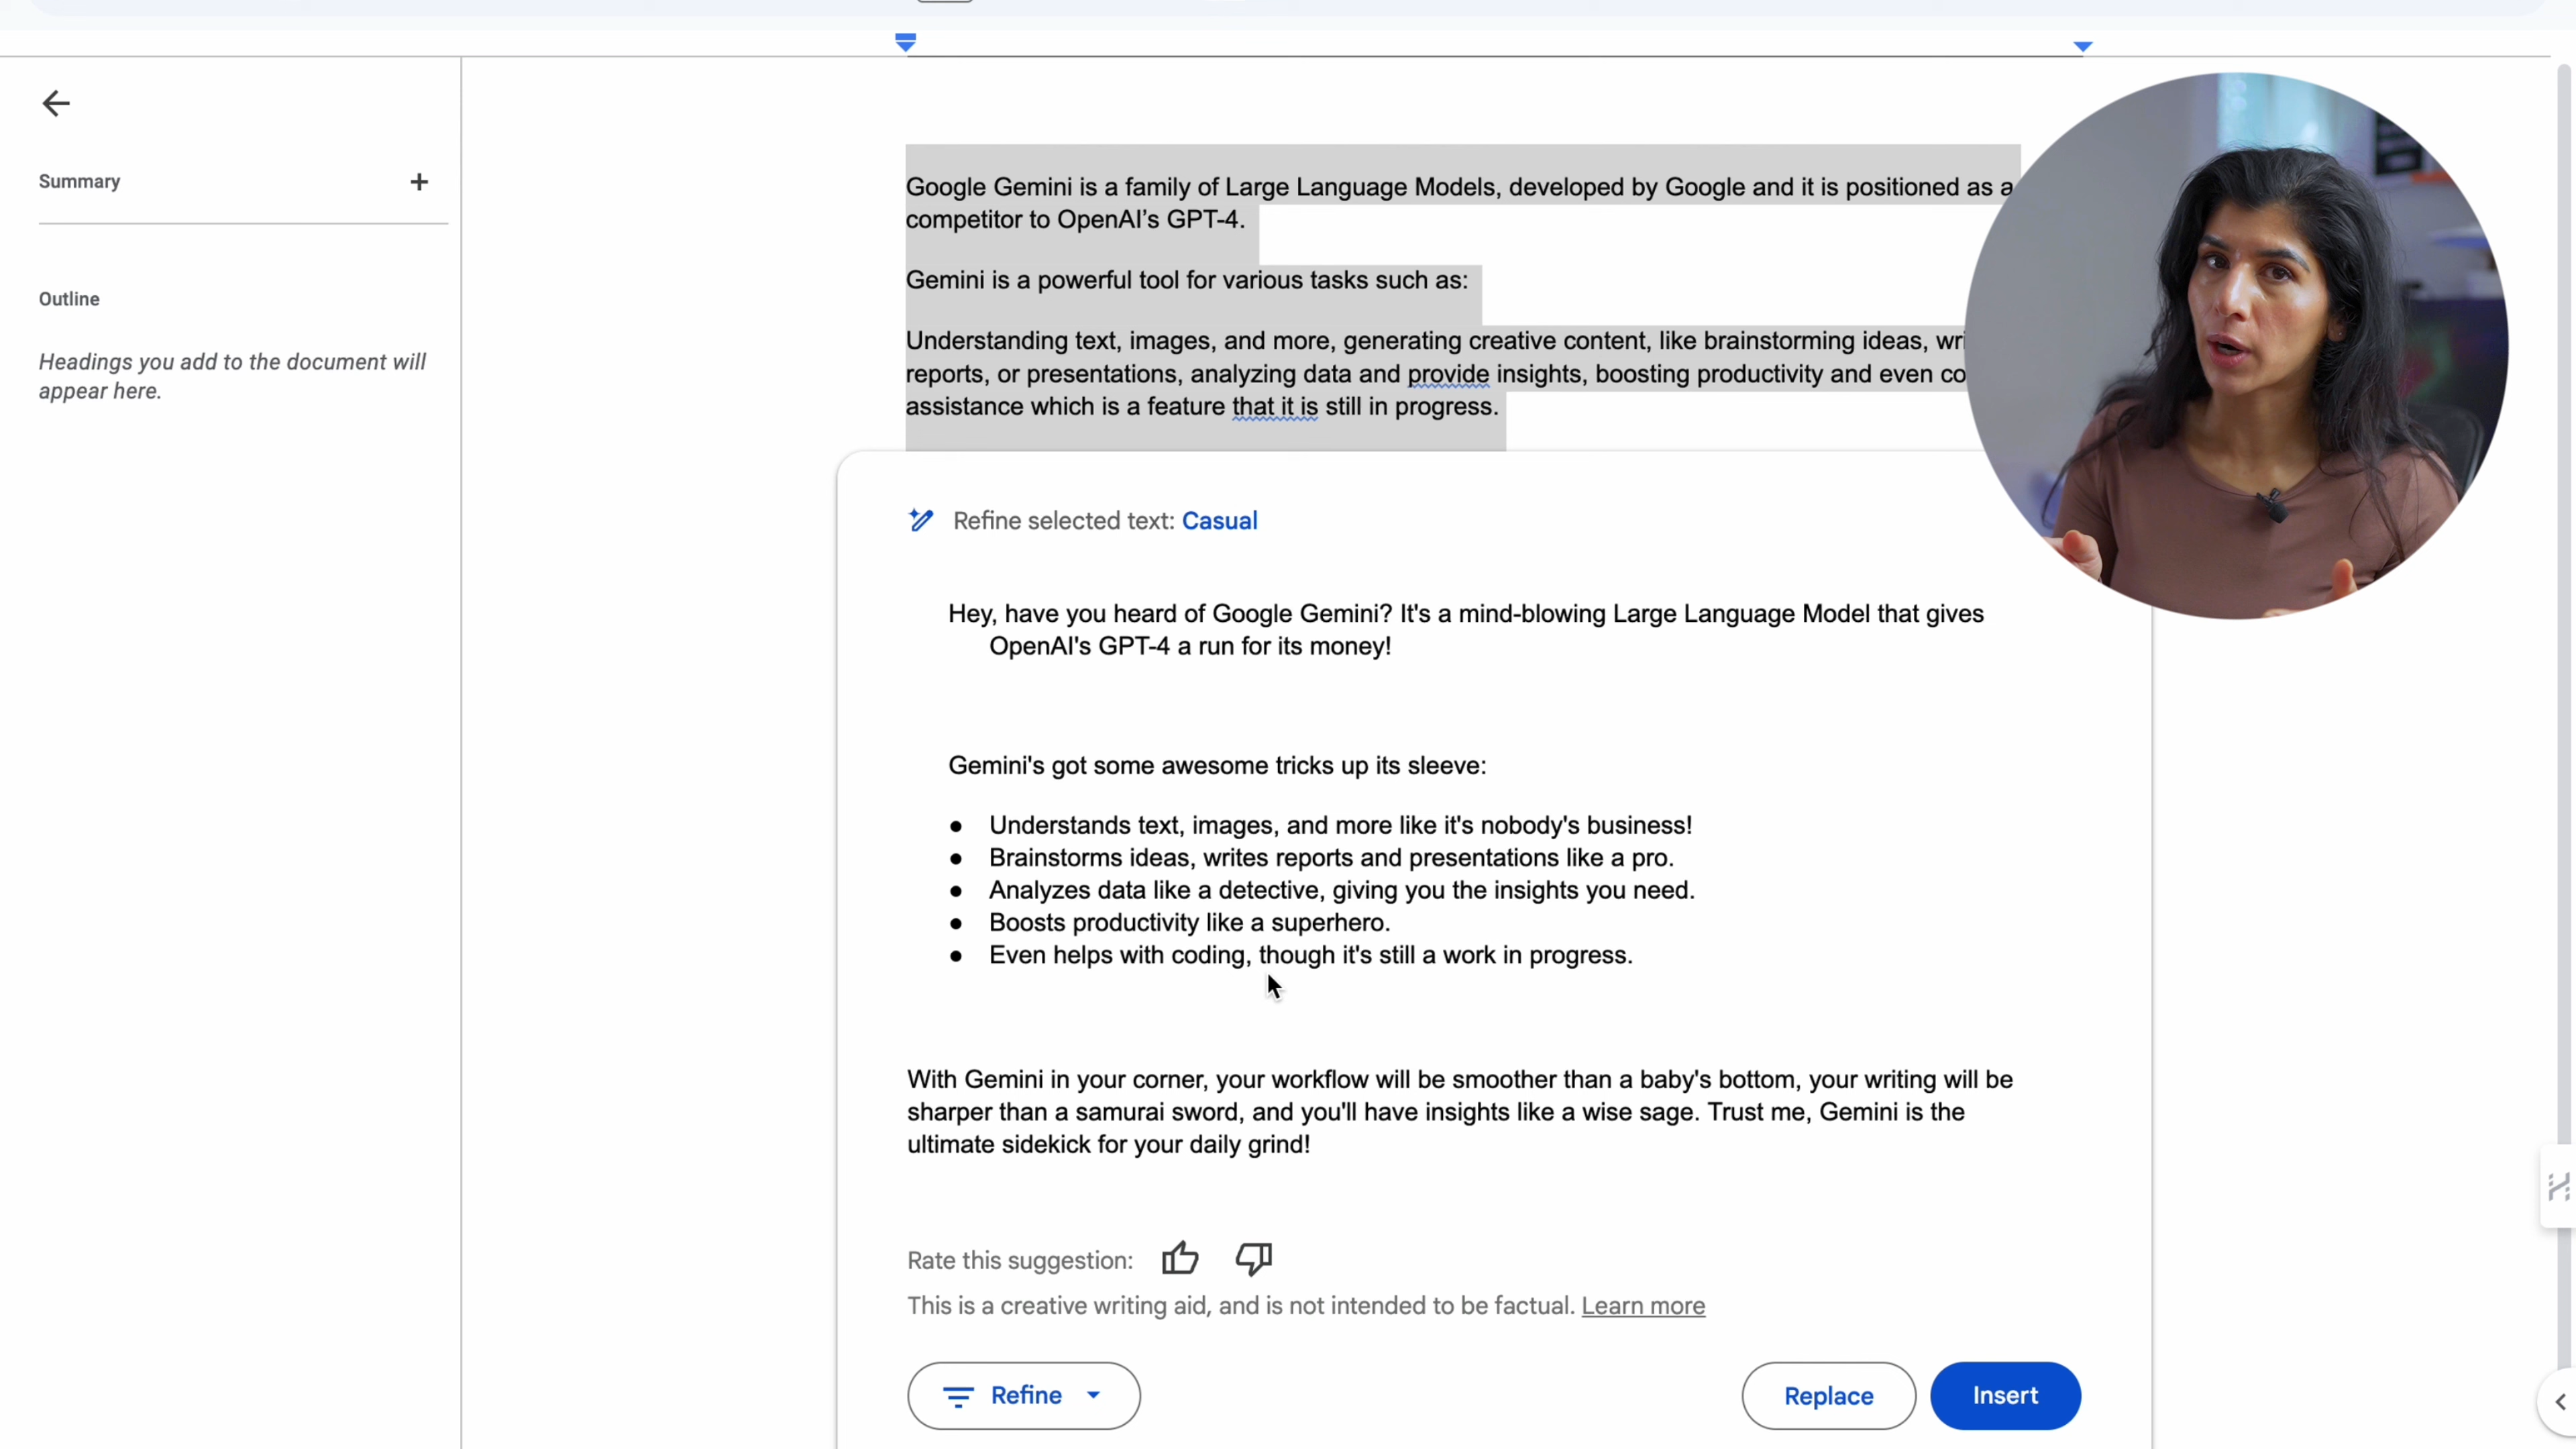 Summary
Outline
Headings you add to the document will
appear here.
Google Gemini is a family of Large Language Models, developed by Google and it is positioned as a
competitor to OpenAI’s GPT-4.
Gemini is a powerful tool for various tasks such as:
Understanding text, images, and more, generating creative content, like brainstorming ideas,
reports, or presentations, analyzing data and provide insights, boosting productivity and even
assistance which is a feature that it is still in progress.
Refine selected text: Casual
Hey, have you heard of Google Gemini? It's a mind-blowing Large Language Model that gives
OpenAI's GPT-4 a run for its money!
Gemini's got some awesome tricks up its sleeve:
● Understands text, images, and more like it's nobody's business!
● Brainstorms ideas, writes reports and presentations like a pro.
● Analyzes data like a detective, giving you the insights you need.
● Boosts productivity like a superhero.
● Even helps with coding, though it's still a work in progress.
With Gemini in your corner, your workflow will be smoother than a baby's bottom, your writing will be
sharper than a samurai sword, and you'll have insights like a wise sage. Trust me, Gemini is the
ultimate sidekick for your daily grind!
Rate this suggestion:
This is a creative writing aid, and is not intended to be factual. Learn more
Refine
Replace
Insert